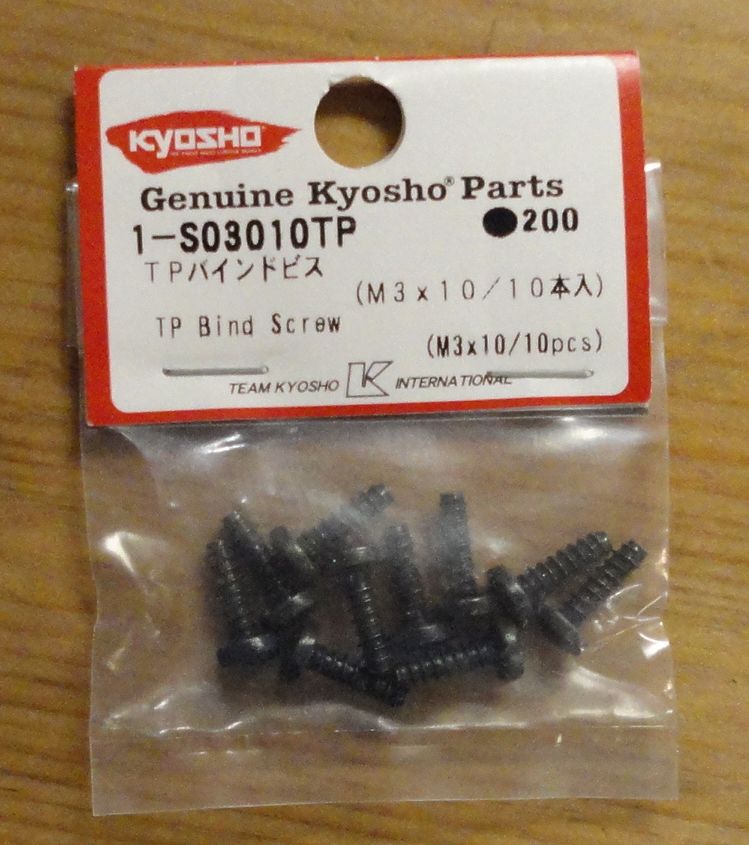 KYOSHO
Genuine Kyosho® Parts
1-S03010TP ●200
TPバインドビス
(M3x10/10本入)
TP Bind Screw
(M3x10/10pcs)
TEAM KYOSHO K INTERNATIONAL